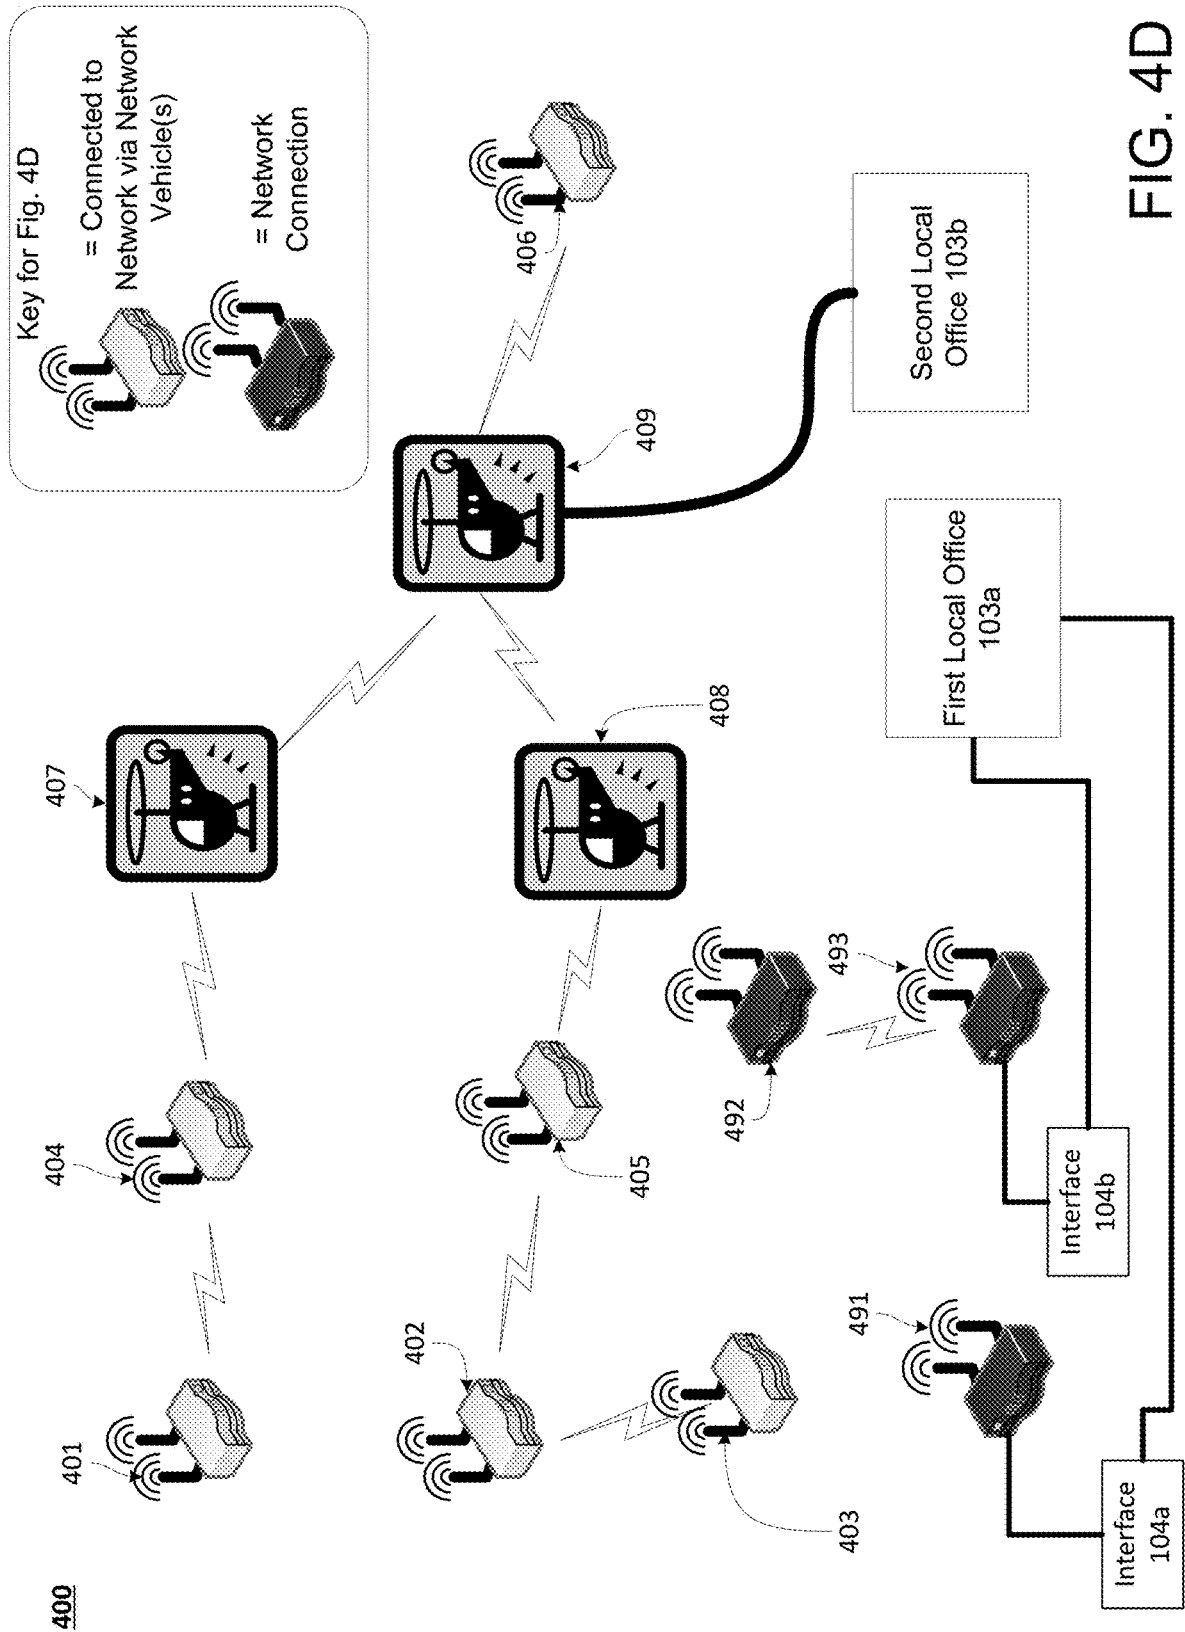 400
Key for Fig. 4D
= Connected to
Network via Network
Vehicle(s)
= Network
Connection
401
404
407
402
405
408
409
406
403
492
493
491
Second Local
Office 103b
First Local Office
103a
Interface
104b
Interface
104a
FIG. 4D